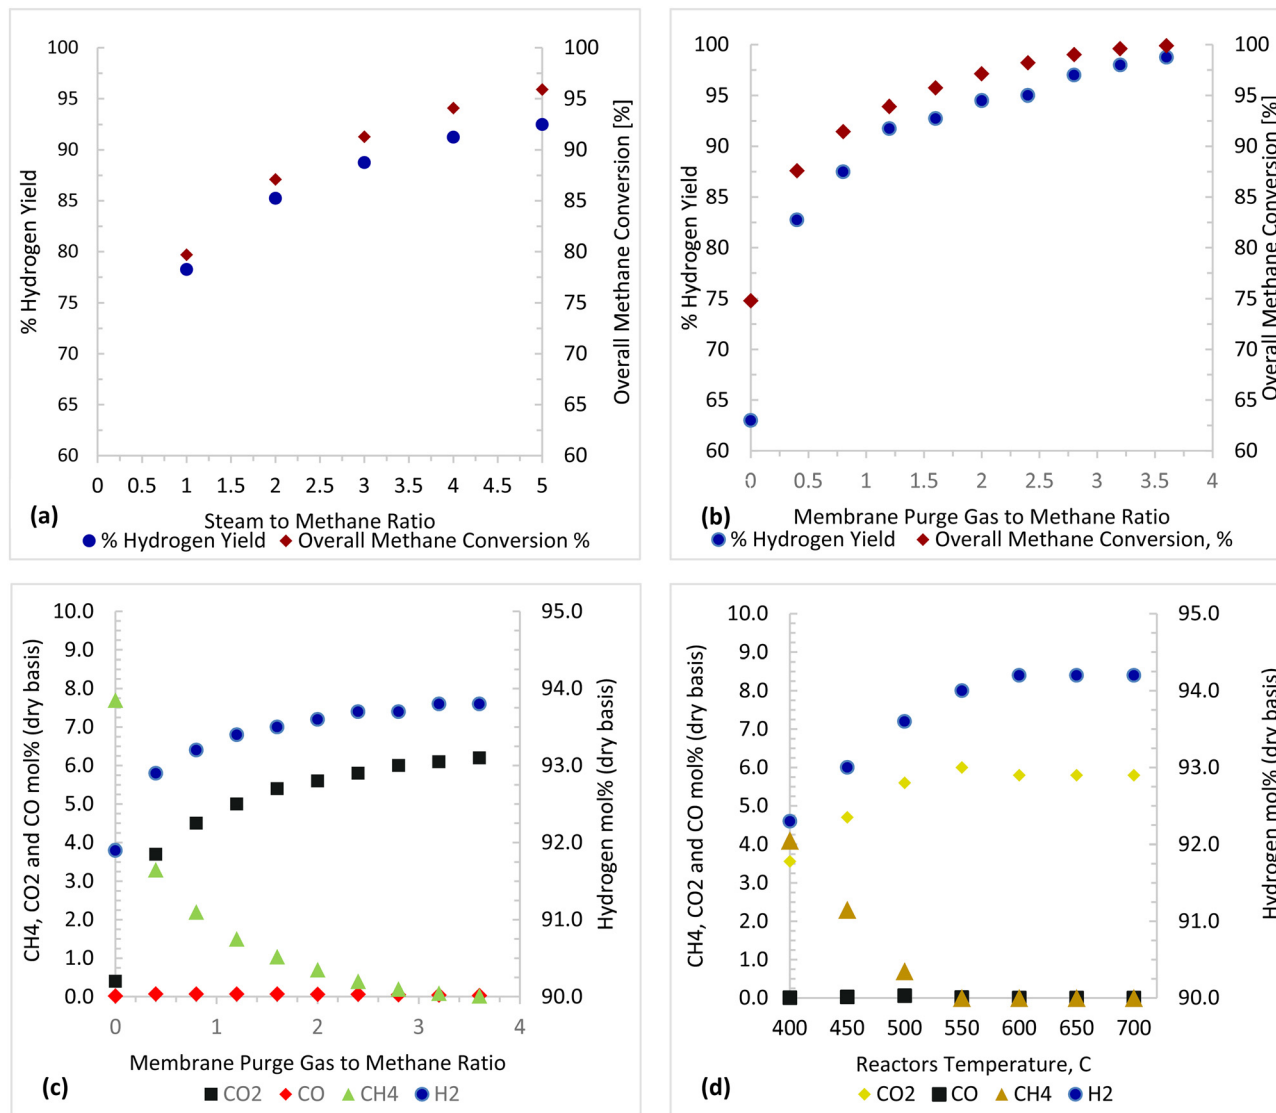 100
95
90
85
80
75
70
65
60
% Hydrogen Yield
100
95
90
85
80
75
70
65
60
Overall Methane Conversion [%]
0 0.5 1 1.5 2 2.5 3 3.5 4 4.5 5
(a)
Steam to Methane Ratio
% Hydrogen Yield Overall Methane Conversion %
100
95
90
85
80
75
70
65
60
% Hydrogen Yield
100
95
90
85
80
75
70
65
60
Overall Methane Conversion [%]
0 0.5 1 1.5 2 2.5 3 3.5 4
(b)
Membrane Purge Gas to Methane Ratio
% Hydrogen Yield Overall Methane Conversion, %
10.0
9.0
8.0
7.0
6.0
5.0
4.0
3.0
2.0
1.0
0.0
CH4, CO2 and CO mol% (dry basis)
95.0
94.0
93.0
92.0
91.0
90.0
Hydrogen mol% (dry basis)
0 1 2 3 4
Membrane Purge Gas to Methane Ratio
(c)
CO2 CO CH4 H2
10.0
9.0
8.0
7.0
6.0
5.0
4.0
3.0
2.0
1.0
0.0
CH4, CO2 and CO mol% (dry basis)
95.0
94.0
93.0
92.0
91.0
90.0
Hydrogen mol% (dry basis)
400 450 500 550 600 650 700
Reactors Temperature, C
(d)
CO2 CO CH4 H2